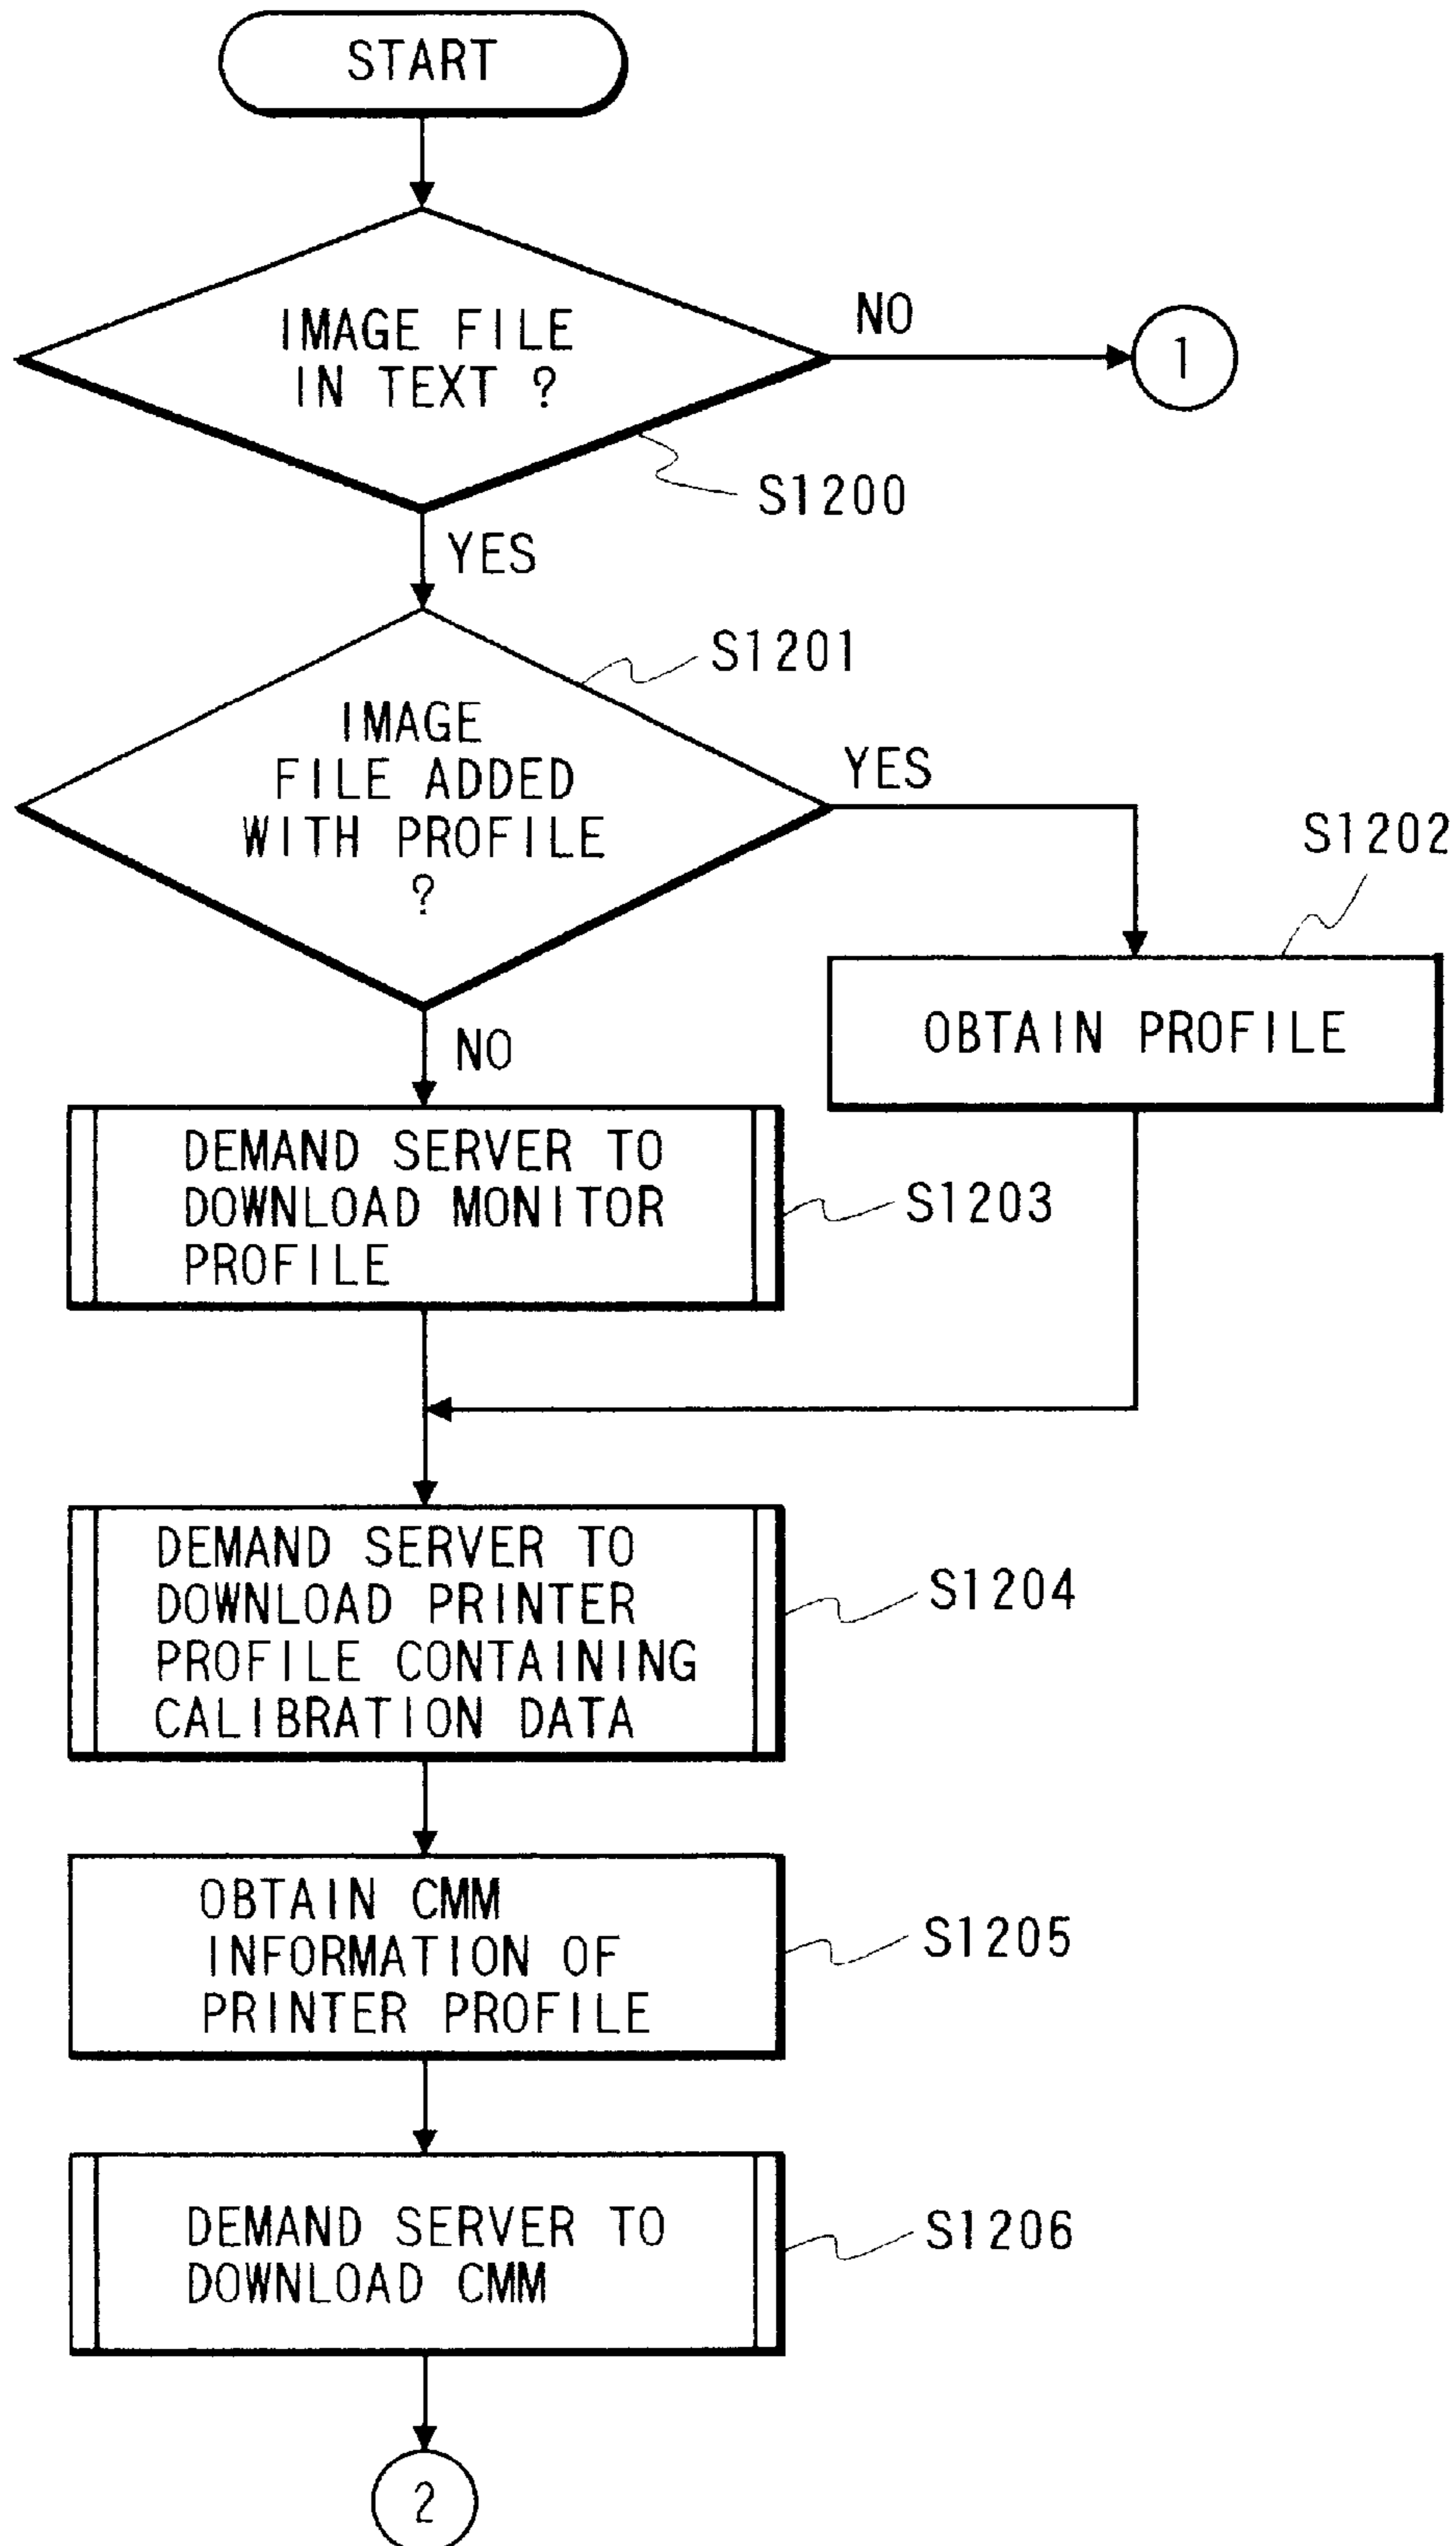 START
IMAGE FILE
IN TEXT ?
NO
1
S1200
YES
S1201
IMAGE
FILE ADDED
WITH PROFILE
?
YES
S1202
OBTAIN PROFILE
NO
DEMAND SERVER TO
DOWNLOAD MONITOR
PROFILE
S1203
DEMAND SERVER TO
DOWNLOAD PRINTER
PROFILE CONTAINING
CALIBRATION DATA
S1204
OBTAIN CMM
INFORMATION OF
PRINTER PROFILE
S1205
DEMAND SERVER TO
DOWNLOAD CMM
S1206
2